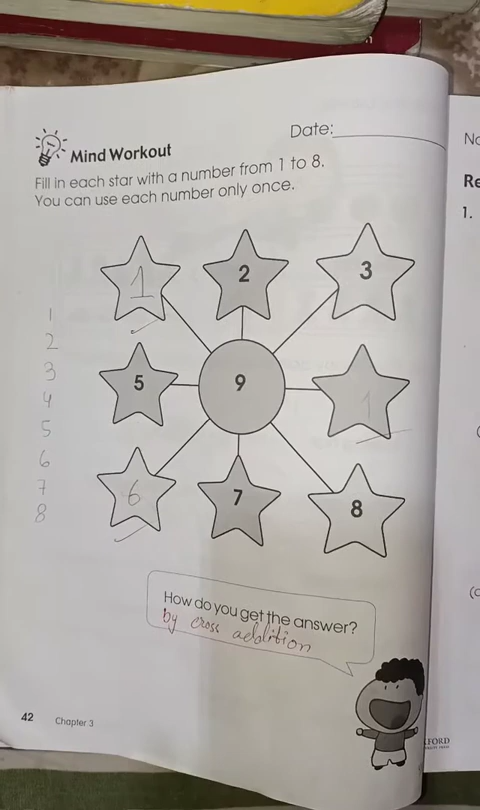 Date:
Mind Workout
Fill in each star with a number from 1 to 8.
You can use each number only once.
1
2
3
1
2
3
4
5
6
7
8
5
9
1
6
7
8
How do you get the answer?
by cross addition
42 Chapter 3
1.